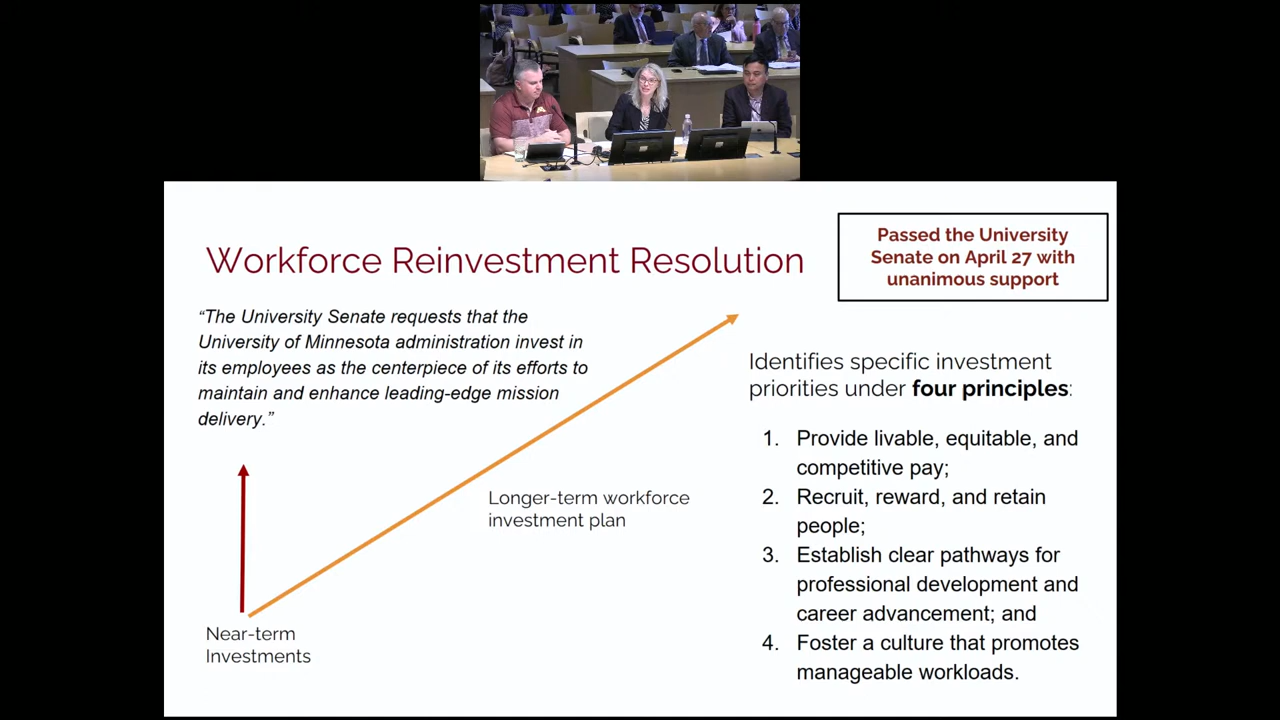 Workforce Reinvestment Resolution
Passed the University
Senate on April 27 with
unanimous support
“The University Senate requests that the
University of Minnesota administration invest in
its employees as the centerpiece of its efforts to
maintain and enhance leading-edge mission
delivery.”
Longer-term workforce
investment plan
Near-term
Investments
Identifies specific investment
priorities under four principles:
1. Provide livable, equitable, and
competitive pay;
2. Recruit, reward, and retain
people;
3. Establish clear pathways for
professional development and
career advancement; and
4. Foster a culture that promotes
manageable workloads.